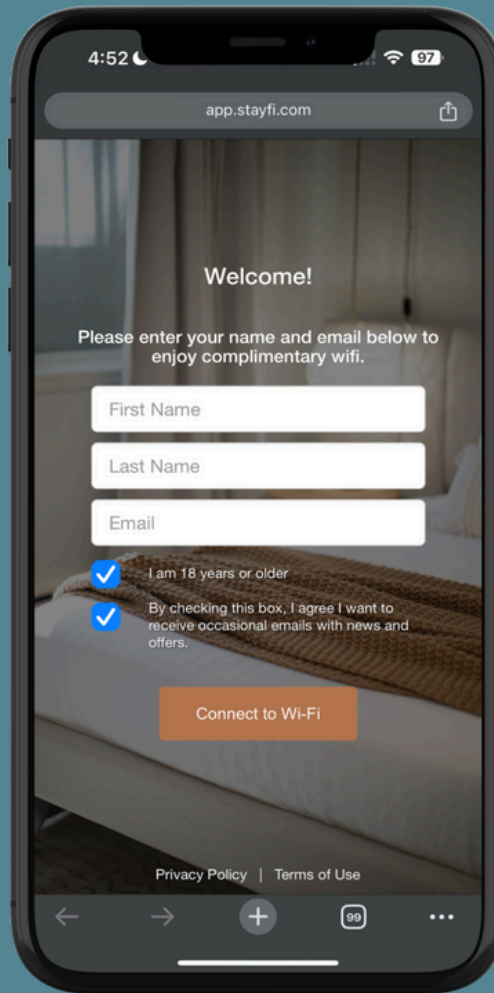 4:52
97
app.stayfi.com
Welcome!
Please enter your name and email below to
enjoy complimentary wifi.
First Name
Last Name
Email
I am 18 years or older
By checking this box, I agree I want to
receive occasional emails with news and
offers.
Connect to Wi-Fi
Privacy Policy | Terms of Use
99